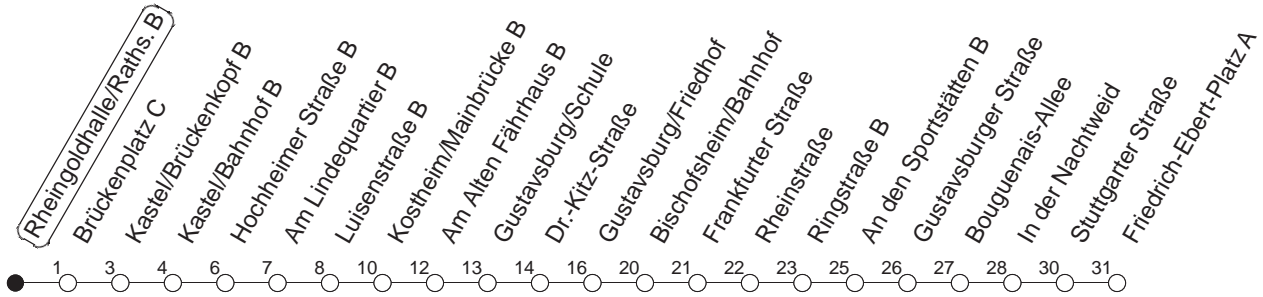 Rheingoldhalle/Raths. B
Brückenplatz C
Kastel/Brückenkopf B
Kastel/Bahnhof B
Hochheimer Straße B
Am Lindequartier B
Luisenstraße B
Kostheim/Mainbrücke B
Am Alten Fährhaus B
Gustavsburg/Schule
Dr.-Kitz-Straße
Gustavsburg/Friedhof
Bischofsheim/Bahnhof
Frankfurter Straße
Rheinstraße
Ringstraße B
An den Sportstätten B
Gustavsburger Straße
Bouguenais-Allee
In der Nachtweid
Stuttgarter Straße
Friedrich-Ebert-Platz A
1 3 4 6 7 8 10 12 13 14 16 20 21 22 23 25 26 27 28 30 31